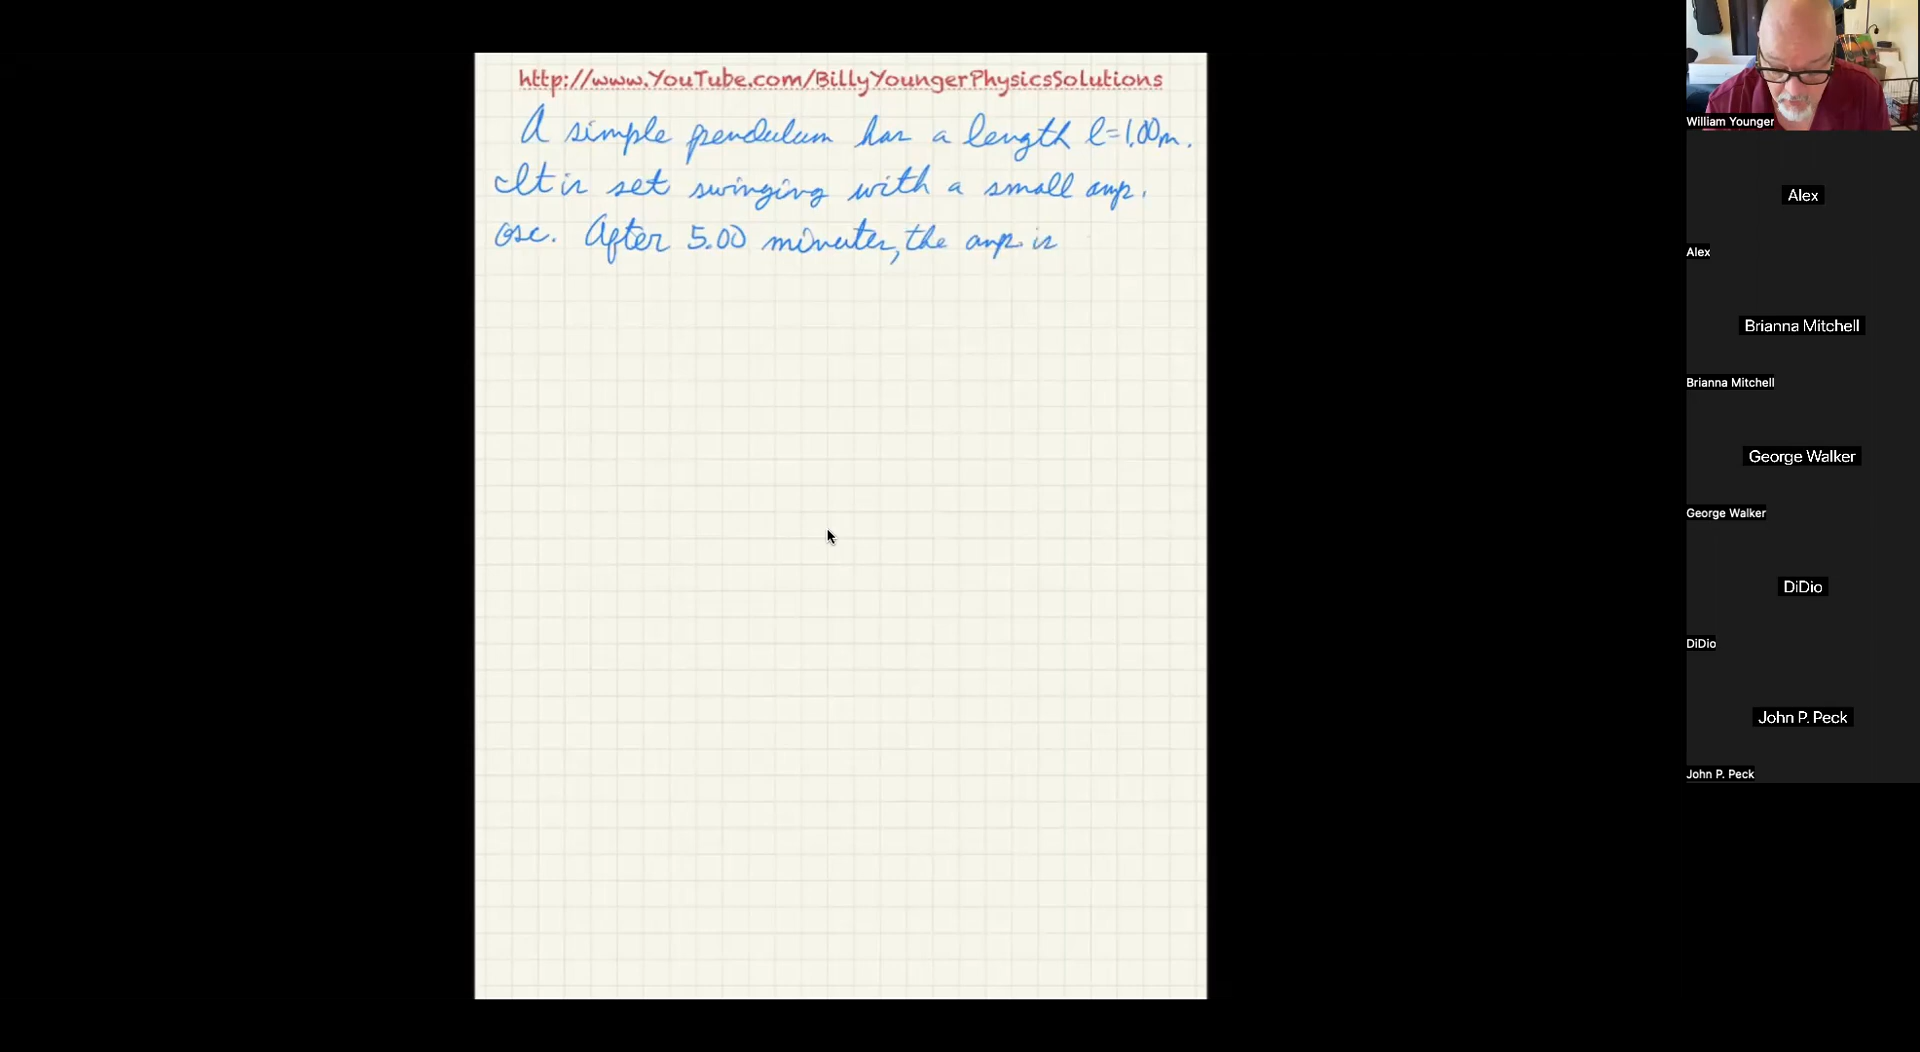 http://www.YouTube.com/BillyYoungerPhysicsSolutions
A simple pendulum has a length l=1.00m.
It is set swinging with a small amp.
osc. After 5.00 minutes, the amp. is
William Younger
Alex
Alex
Brianna Mitchell
Brianna Mitchell
George Walker
George Walker
DiDio
DiDio
John P. Peck
John P. Peck